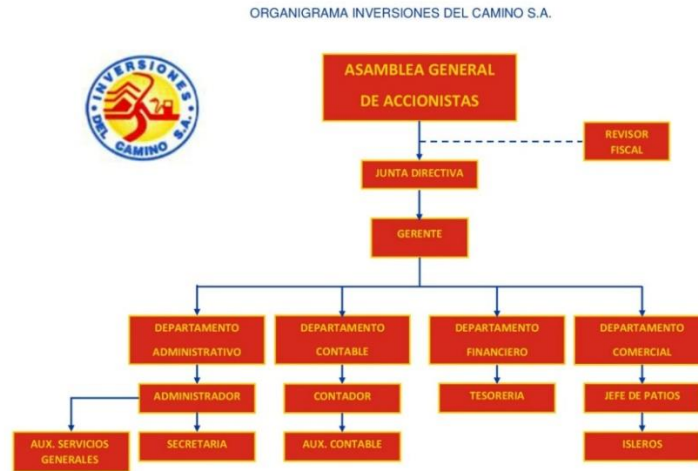 ORGANIGRAMA INVERSIONES DEL CAMINO S.A.
INVERSIONES
DEL CAMINO S.A.
ASAMBLEA GENERAL
DE ACCIONISTAS
REVISOR
FISCAL
JUNTA DIRECTIVA
GERENTE
DEPARTAMENTO
ADMINISTRATIVO
DEPARTAMENTO
CONTABLE
DEPARTAMENTO
FINANCIERO
DEPARTAMENTO
COMERCIAL
ADMINISTRADOR
CONTADOR
TESORERIA
JEFE DE PATIOS
AUX. SERVICIOS
GENERALES
SECRETARIA
AUX. CONTABLE
ISLEROS